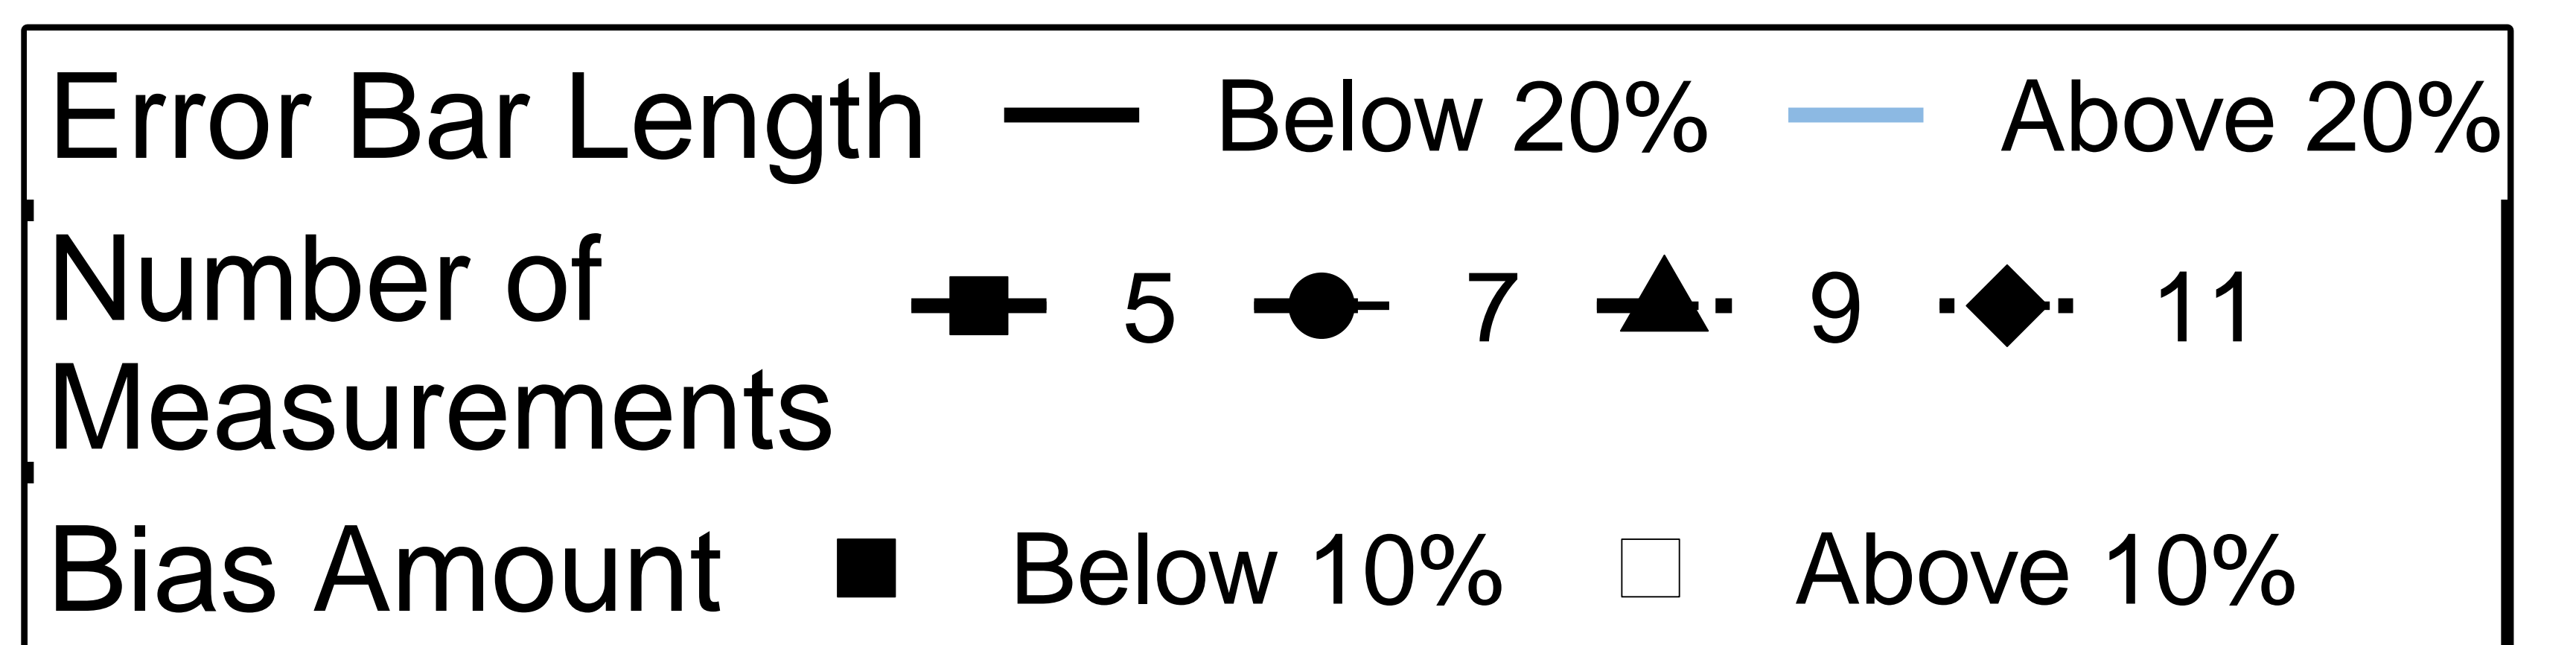 Error Bar Length Below 20% Above 20%
Number of
Measurements 5 7 9 11
Bias Amount Below 10% Above 10%